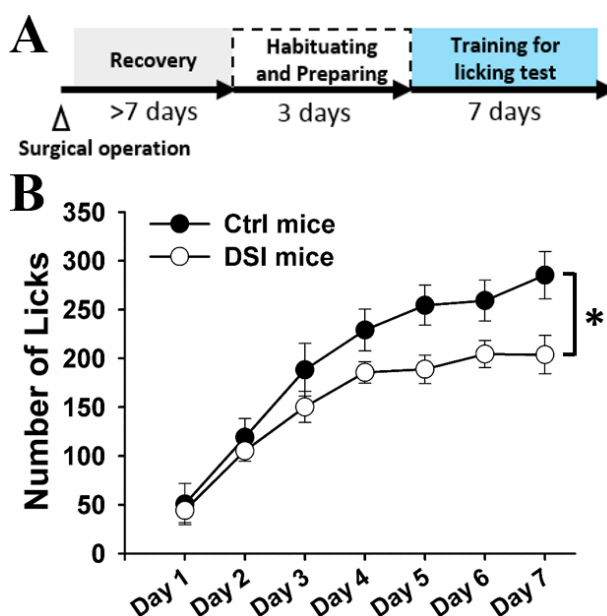 A
Recovery
Habituating
and Preparing
Training for
licking test
>7 days
3 days
7 days
Surgical operation
B
Number of Licks
350
300
250
200
150
100
50
0
Ctrl mice
DSI mice
*
Day 1
Day 2
Day 3
Day 4
Day 5
Day 6
Day 7